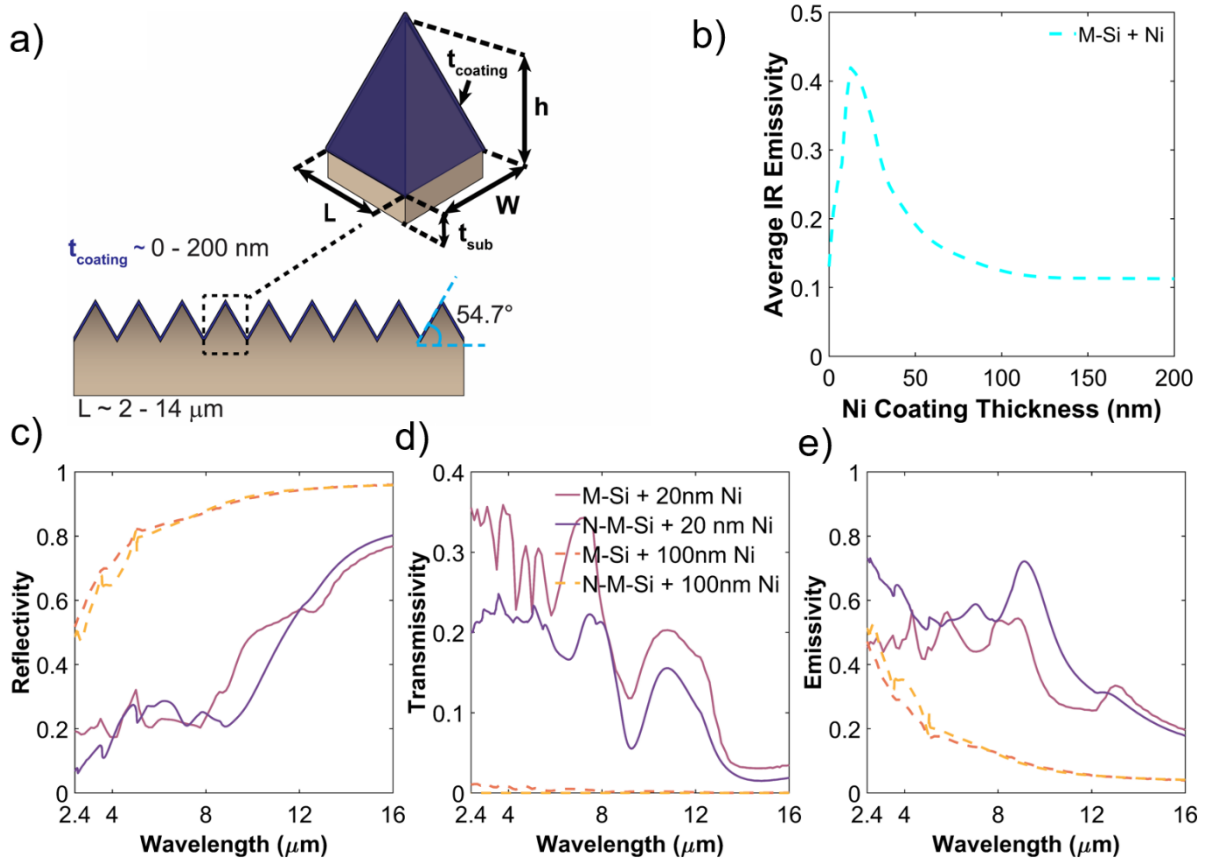 a)
t_coating
h
L
W
t_sub
t_coating ~ 0 - 200 nm
54.7°
L ~ 2 - 14 μm
b)
0.5
0.4
0.3
0.2
0.1
0
Average IR Emissivity
M-Si + Ni
0 50 100 150 200
Ni Coating Thickness (nm)
c)
1
0.8
0.6
0.4
0.2
0
Reflectivity
2.4 4 8 12 16
Wavelength (μm)
d)
0.4
0.3
0.2
0.1
0
Transmissivity
M-Si + 20nm Ni
N-M-Si + 20 nm Ni
M-Si + 100nm Ni
N-M-Si + 100nm Ni
2.4 4 8 12 16
Wavelength (μm)
e)
1
0.8
0.6
0.4
0.2
0
Emissivity
2.4 4 8 12 16
Wavelength (μm)